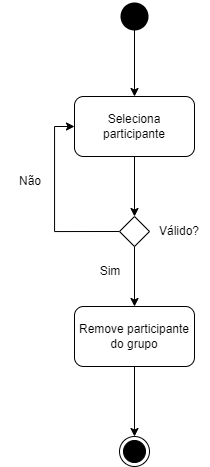 Seleciona
participante
Não
Válido?
Sim
Remove participante
do grupo